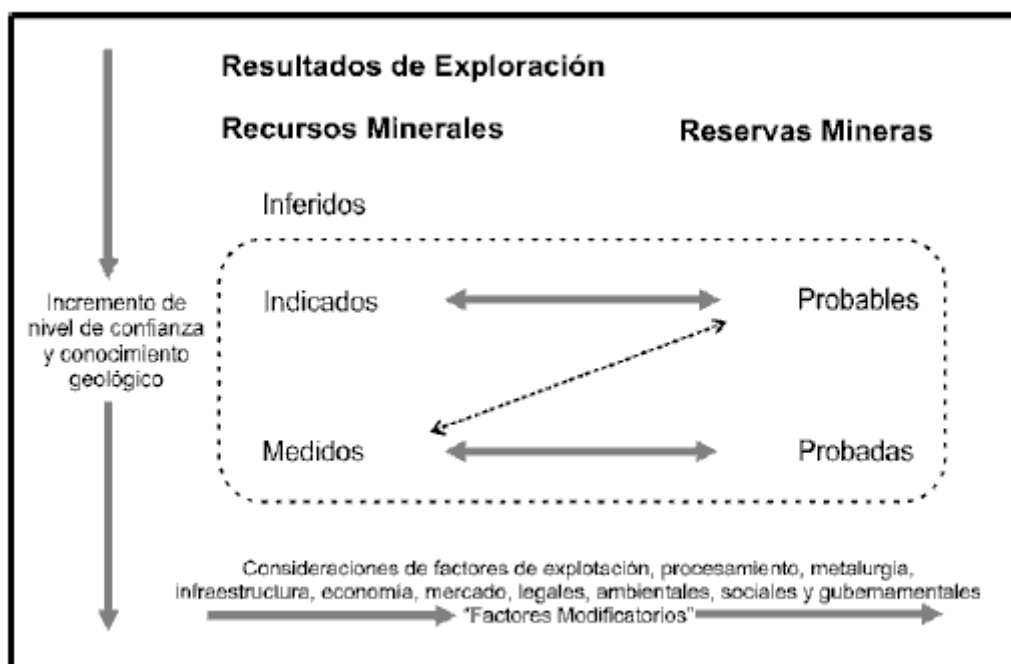 Resultados de Exploración
Recursos Minerales
Reservas Mineras
Inferidos
Indicados
Probables
Incremento de
nivel de confianza
y conocimiento
geológico
Medidos
Probadas
Consideraciones de factores de explotación, procesamiento, metalurgia,
infraestructura, economía, mercado, legales, ambientales, sociales y gubernamentales
"Factores Modificatorios"